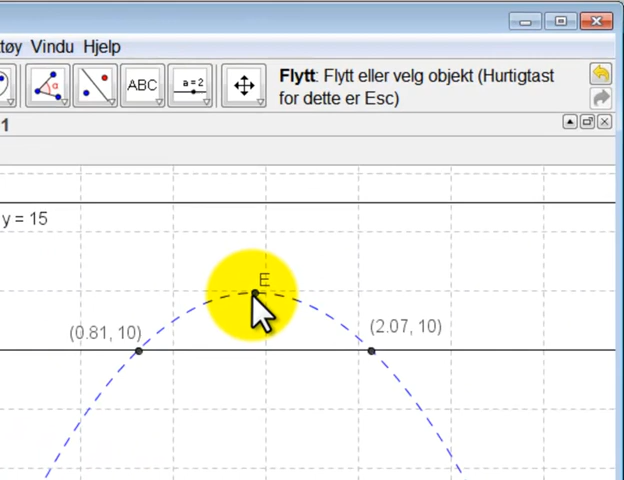 tøy Vindu Hjelp
ABC
a=2
α
Flytt: Flytt eller velg objekt (Hurtigtast
for dette er Esc)
1
y = 15
E
(0.81, 10)
(2.07, 10)